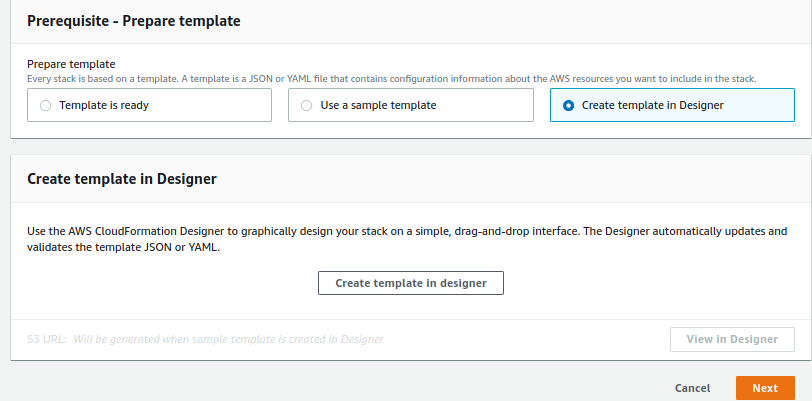 Prerequisite - Prepare template
Prepare template
Every stack is based on a template. A template is a JSON or YAML file that contains configuration information about the AWS resources you want to include in the stack.
Template is ready
Use a sample template
Create template in Designer
Create template in Designer
Use the AWS CloudFormation Designer to graphically design your stack on a simple, drag-and-drop interface. The Designer automatically updates and
validates the template JSON or YAML.
Create template in designer
S3 URL: Will be generated when sample template is created in Designer
View in Designer
Cancel
Next